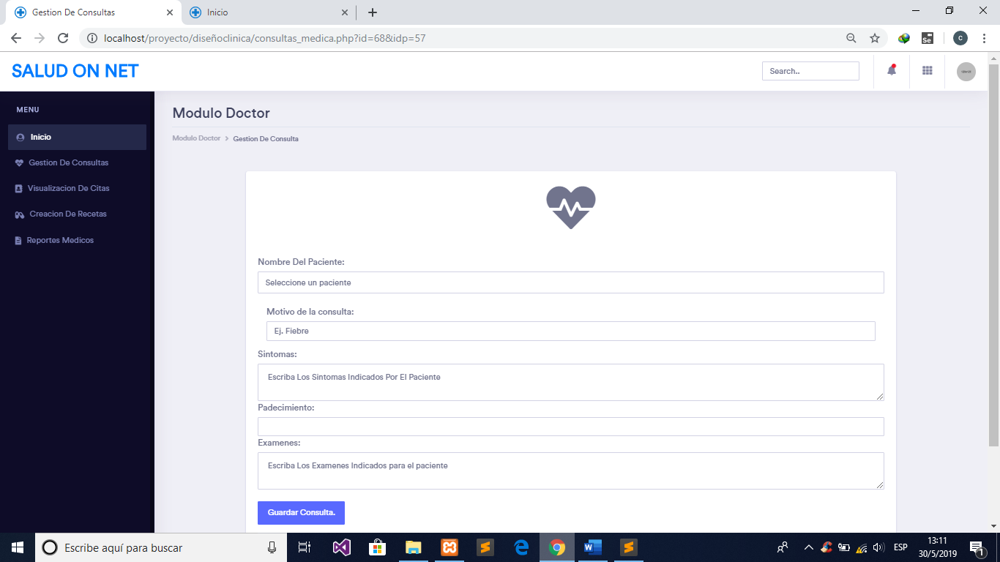 Gestion De Consultas
Inicio
localhost/proyecto/diseñoclinica/consultas_medica.php?id=68&idp=57
Se
c
SALUD ON NET
Search..
MENU
Inicio
Gestion De Consultas
Visualizacion De Citas
Creacion De Recetas
Reportes Medicos
Modulo Doctor
Modulo Doctor > Gestion De Consulta
Nombre Del Paciente:
Seleccione un paciente
Motivo de la consulta:
Ej. Fiebre
Sintomas:
Escriba Los Sintomas Indicados Por El Paciente
Padecimiento:
Examenes:
Escriba Los Examenes Indicados para el paciente
Guardar Consulta.
Escribe aquí para buscar
ESP
13:11
30/5/2019
1